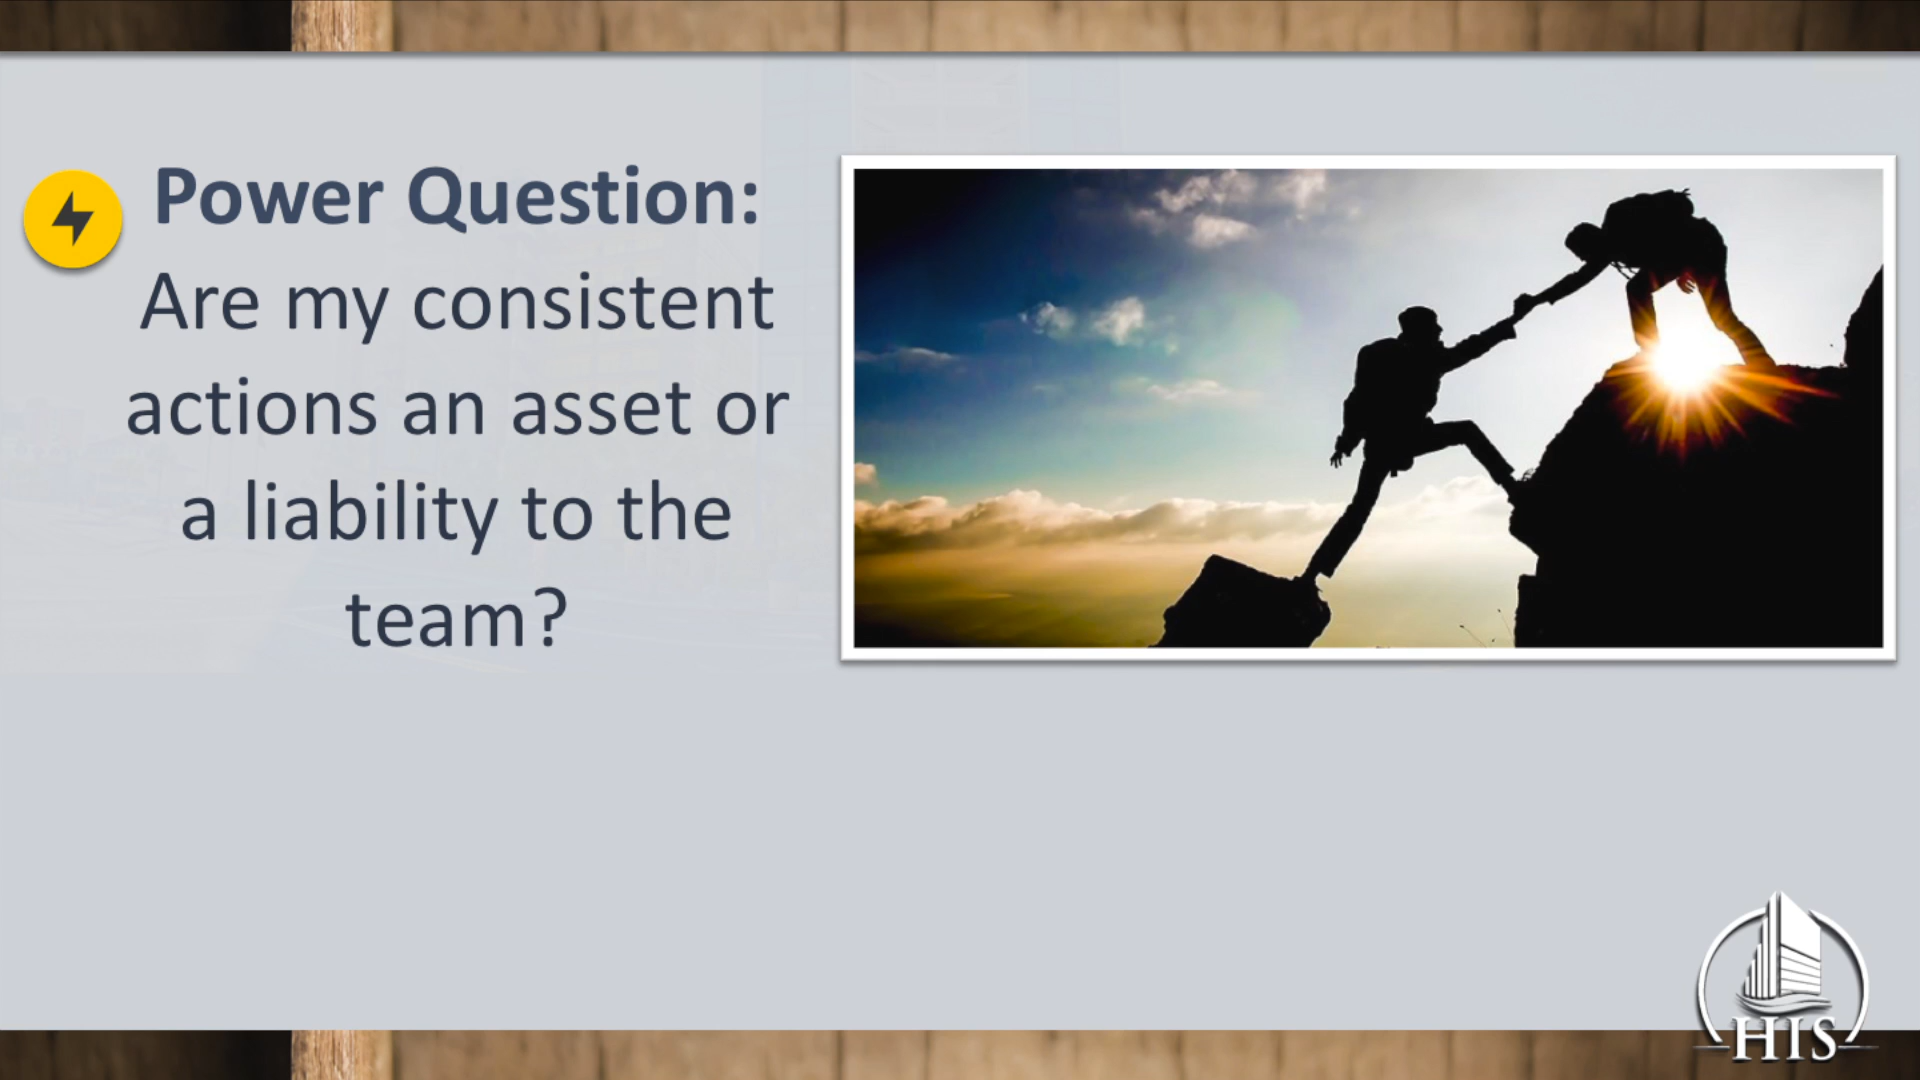 Power Question:
Are my consistent
actions an asset or
a liability to the
team?
HIS